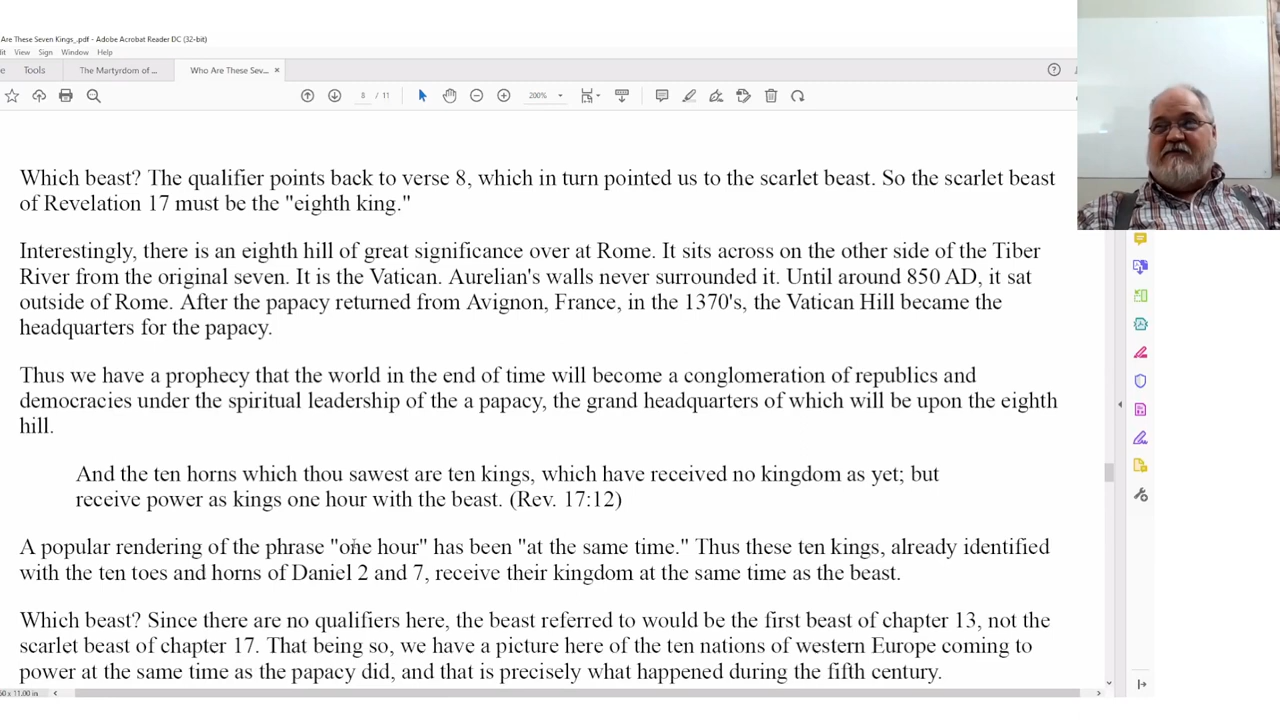 Are These Seven Kings_.pdf - Adobe Acrobat Reader DC (32-bit)
View Sign Window Help
Tools The Martyrdom of ... Who Are These Sev... ×
8 / 11 200%
Which beast? The qualifier points back to verse 8, which in turn pointed us to the scarlet beast. So the scarlet beast
of Revelation 17 must be the "eighth king."
Interestingly, there is an eighth hill of great significance over at Rome. It sits across on the other side of the Tiber
River from the original seven. It is the Vatican. Aurelian's walls never surrounded it. Until around 850 AD, it sat
outside of Rome. After the papacy returned from Avignon, France, in the 1370's, the Vatican Hill became the
headquarters for the papacy.
Thus we have a prophecy that the world in the end of time will become a conglomeration of republics and
democracies under the spiritual leadership of the a papacy, the grand headquarters of which will be upon the eighth
hill.
And the ten horns which thou sawest are ten kings, which have received no kingdom as yet; but
receive power as kings one hour with the beast. (Rev. 17:12)
A popular rendering of the phrase "one hour" has been "at the same time." Thus these ten kings, already identified
with the ten toes and horns of Daniel 2 and 7, receive their kingdom at the same time as the beast.
Which beast? Since there are no qualifiers here, the beast referred to would be the first beast of chapter 13, not the
scarlet beast of chapter 17. That being so, we have a picture here of the ten nations of western Europe coming to
power at the same time as the papacy did, and that is precisely what happened during the fifth century.
x 11.00 in